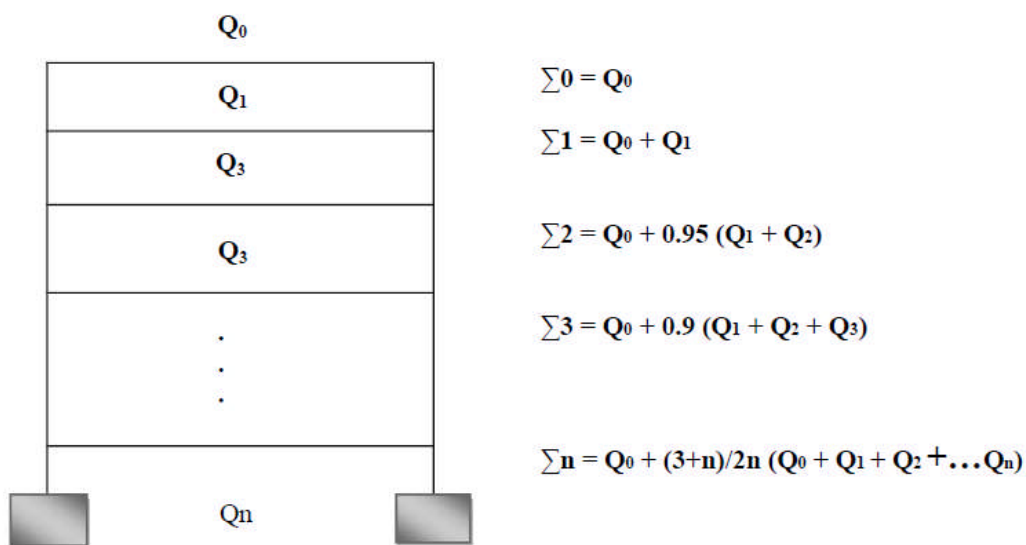 Q₀
Q₁
Q₃
Q₃
.
.
.
Qn
∑0 = Q₀
∑1 = Q₀ + Q₁
∑2 = Q₀ + 0.95 (Q₁ + Q₂)
∑3 = Q₀ + 0.9 (Q₁ + Q₂ + Q₃)
∑n = Q₀ + (3+n)/2n (Q₀ + Q₁ + Q₂ +…Qₙ)